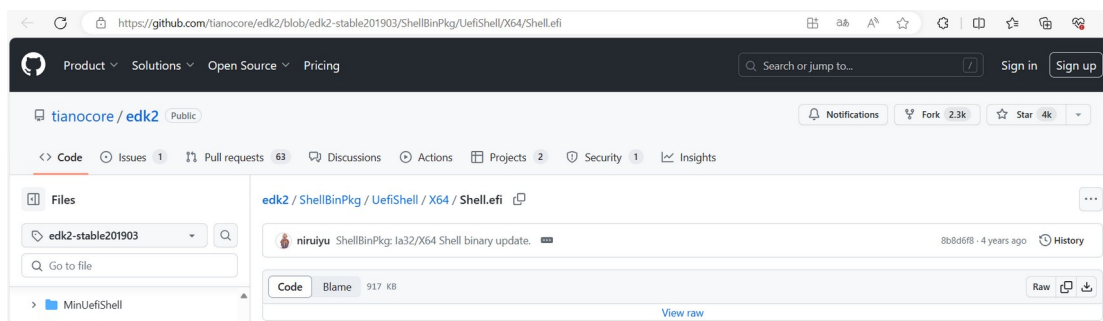 https://github.com/tianocore/edk2/blob/edk2-stable201903/ShellBinPkg/UefiShell/X64/Shell.efi
Product Solutions Open Source Pricing Search or jump to... / Sign in Sign up
tianocore / edk2 Public Notifications Fork 2.3k Star 4k
Code Issues 1 Pull requests 63 Discussions Actions Projects 2 Security 1 Insights
Files edk2 / ShellBinPkg / UefiShell / X64 / Shell.efi
edk2-stable201903 niruiyu ShellBinPkg: Ia32/X64 Shell binary update. 8b8d6f8 · 4 years ago History
Go to file
Code Blame 917 KB Raw
MinUefiShell View raw